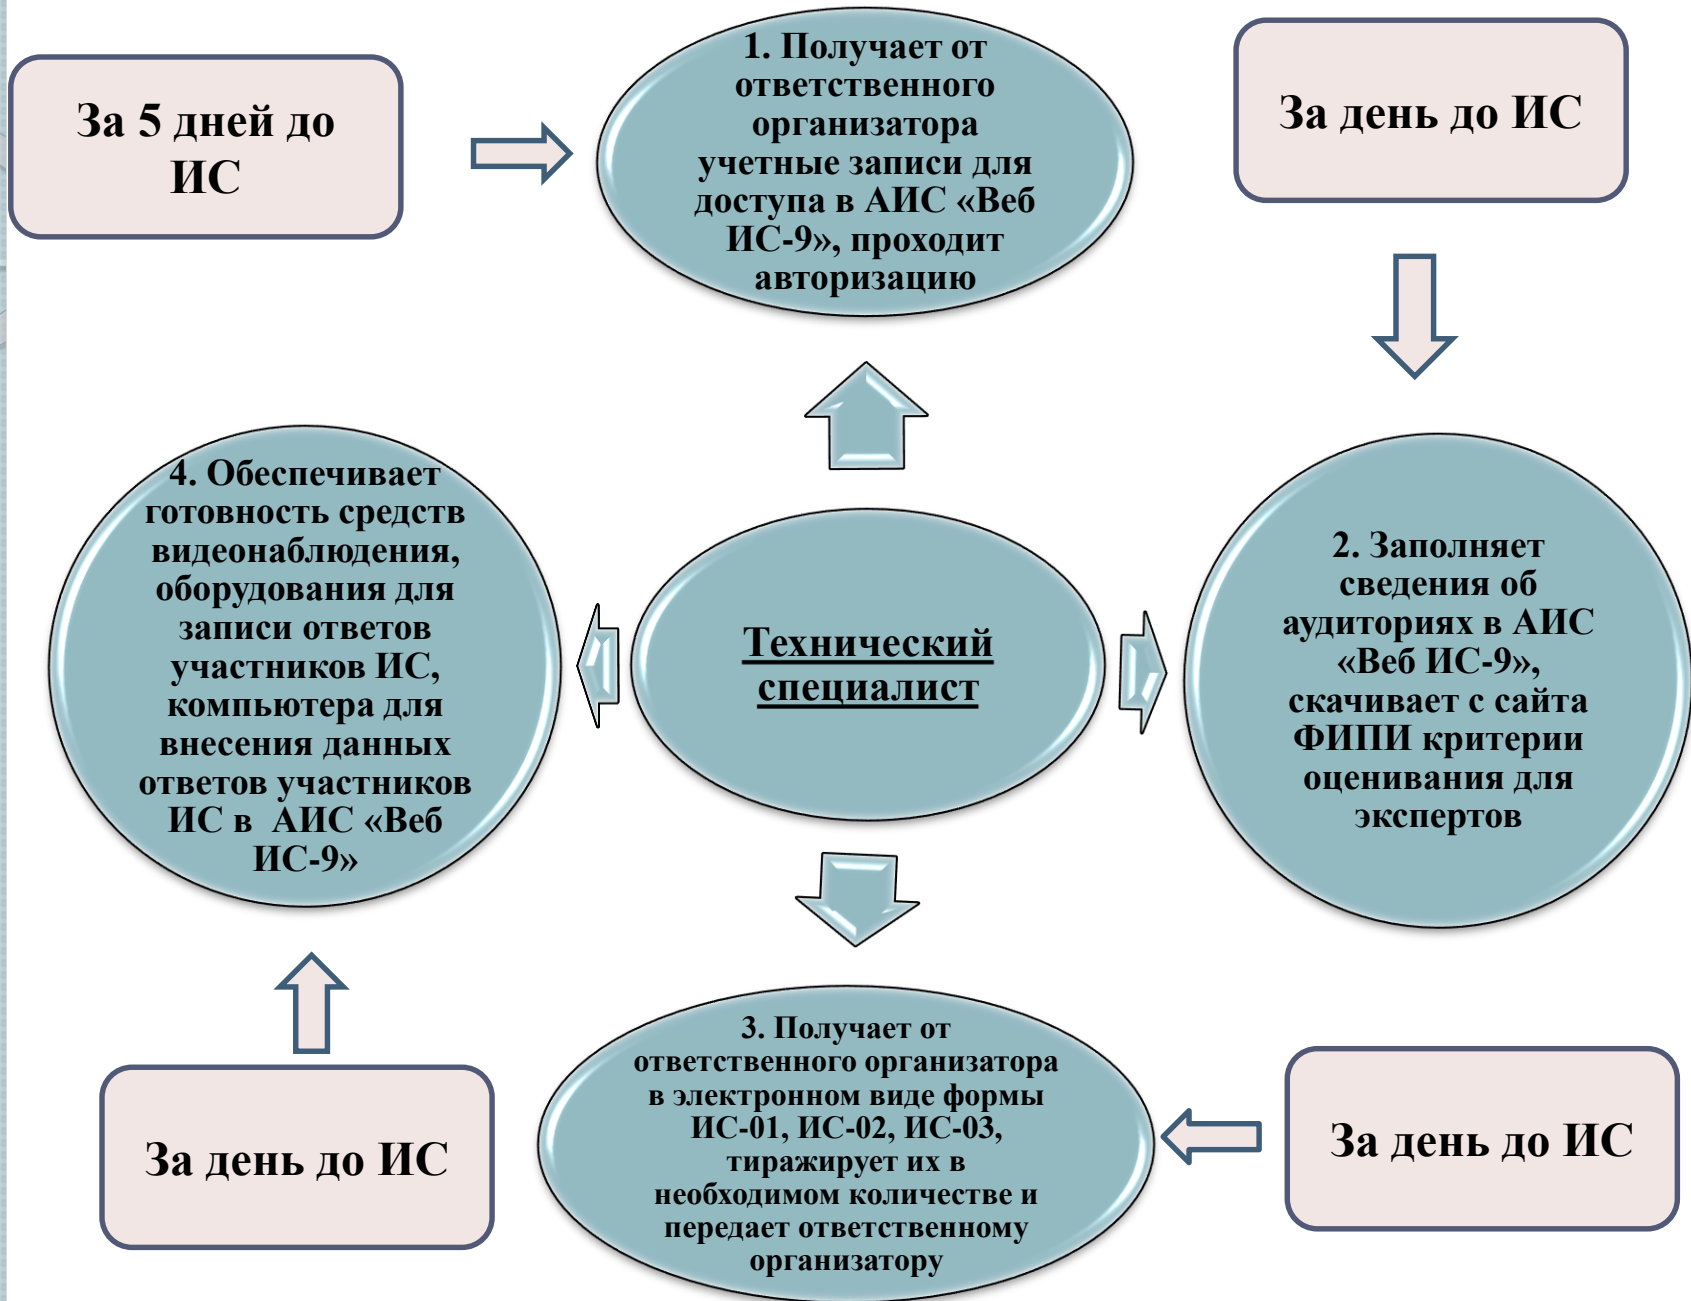 За 5 дней до
ИС
1. Получает от
ответственного
организатора
учетные записи для
доступа в АИС «Веб
ИС-9», проходит
авторизацию
За день до ИС
4. Обеспечивает
готовность средств
видеонаблюдения,
оборудования для
записи ответов
участников ИС,
компьютера для
внесения данных
ответов участников
ИС в АИС «Веб
ИС-9»
Технический
специалист
2. Заполняет
сведения об
аудиториях в АИС
«Веб ИС-9»,
скачивает с сайта
ФИПИ критерии
оценивания для
экспертов
За день до ИС
3. Получает от
ответственного организатора
в электронном виде формы
ИС-01, ИС-02, ИС-03,
тиражирует их в
необходимом количестве и
передает ответственному
организатору
За день до ИС